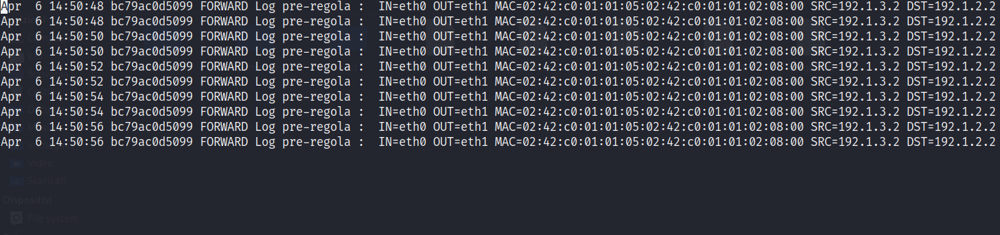 Apr  6 14:50:48 bc79ac0d5099 FORWARD Log pre-regola :  IN=eth0 OUT=eth1 MAC=02:42:c0:01:01:05:02:42:c0:01:01:02:08:00 SRC=192.1.3.2 DST=192.1.2.2
Apr  6 14:50:48 bc79ac0d5099 FORWARD Log pre-regola :  IN=eth0 OUT=eth1 MAC=02:42:c0:01:01:05:02:42:c0:01:01:02:08:00 SRC=192.1.3.2 DST=192.1.2.2
Apr  6 14:50:50 bc79ac0d5099 FORWARD Log pre-regola :  IN=eth0 OUT=eth1 MAC=02:42:c0:01:01:05:02:42:c0:01:01:02:08:00 SRC=192.1.3.2 DST=192.1.2.2
Apr  6 14:50:50 bc79ac0d5099 FORWARD Log pre-regola :  IN=eth0 OUT=eth1 MAC=02:42:c0:01:01:05:02:42:c0:01:01:02:08:00 SRC=192.1.3.2 DST=192.1.2.2
Apr  6 14:50:52 bc79ac0d5099 FORWARD Log pre-regola :  IN=eth0 OUT=eth1 MAC=02:42:c0:01:01:05:02:42:c0:01:01:02:08:00 SRC=192.1.3.2 DST=192.1.2.2
Apr  6 14:50:52 bc79ac0d5099 FORWARD Log pre-regola :  IN=eth0 OUT=eth1 MAC=02:42:c0:01:01:05:02:42:c0:01:01:02:08:00 SRC=192.1.3.2 DST=192.1.2.2
Apr  6 14:50:54 bc79ac0d5099 FORWARD Log pre-regola :  IN=eth0 OUT=eth1 MAC=02:42:c0:01:01:05:02:42:c0:01:01:02:08:00 SRC=192.1.3.2 DST=192.1.2.2
Apr  6 14:50:54 bc79ac0d5099 FORWARD Log pre-regola :  IN=eth0 OUT=eth1 MAC=02:42:c0:01:01:05:02:42:c0:01:01:02:08:00 SRC=192.1.3.2 DST=192.1.2.2
Apr  6 14:50:56 bc79ac0d5099 FORWARD Log pre-regola :  IN=eth0 OUT=eth1 MAC=02:42:c0:01:01:05:02:42:c0:01:01:02:08:00 SRC=192.1.3.2 DST=192.1.2.2
Apr  6 14:50:56 bc79ac0d5099 FORWARD Log pre-regola :  IN=eth0 OUT=eth1 MAC=02:42:c0:01:01:05:02:42:c0:01:01:02:08:00 SRC=192.1.3.2 DST=192.1.2.2
Video
Scaricati
Dispositivi
File system